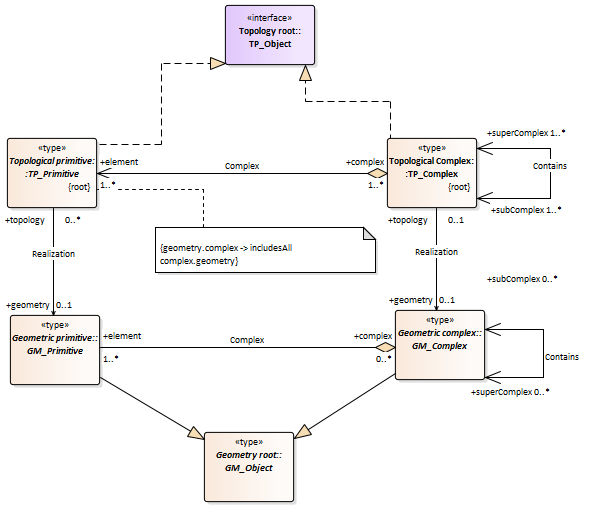 «interface»
Topology root::
TP_Object
«type»
Topological primitive:
:TP_Primitive
{root}
+element
1..*
Complex
+complex
1..*
«type»
Topological Complex:
:TP_Complex
{root}
+superComplex 1..*
Contains
+subComplex 1..*
+topology 0..*
Realization
+geometry 0..1
{geometry.complex -> includesAll
complex.geometry}
+topology 0..1
Realization
+geometry 0..1
+subComplex 0..*
«type»
Geometric primitive::
GM_Primitive
+element
1..*
Complex
+complex
0..*
«type»
Geometric complex::
GM_Complex
Contains
+superComplex 0..*
«type»
Geometry root::
GM_Object